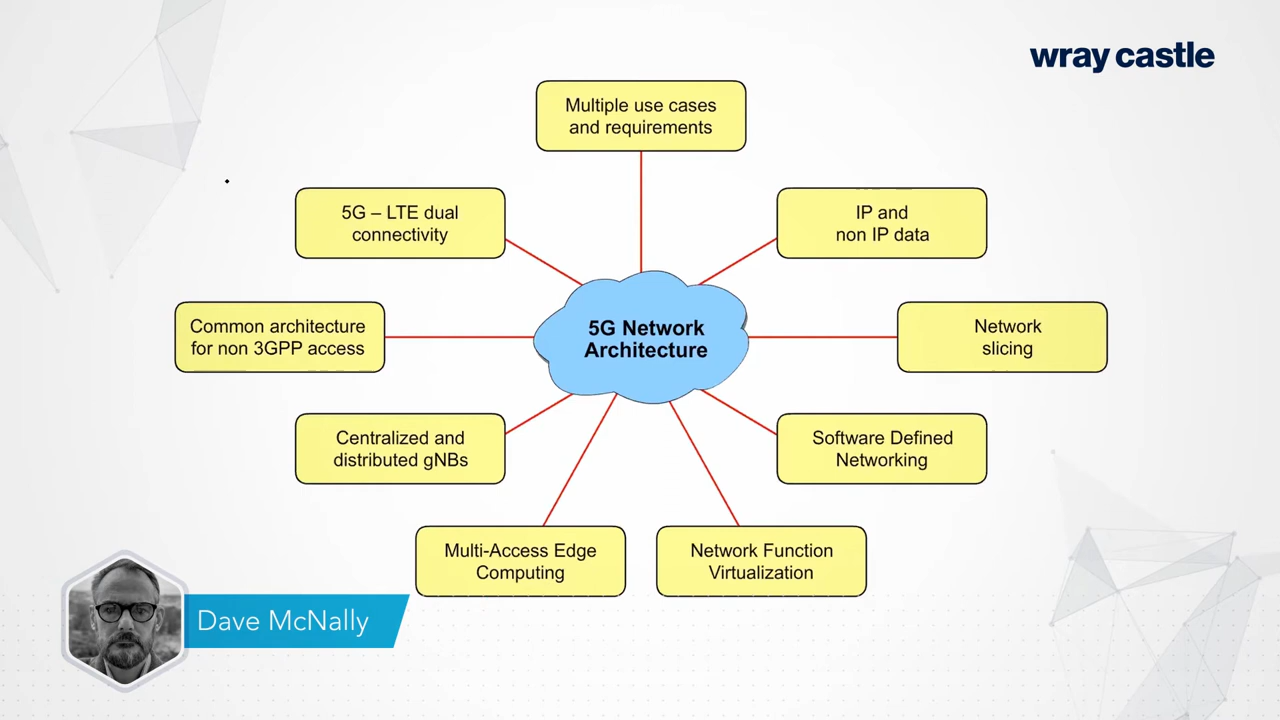 wray castle
Multiple use cases
and requirements
5G – LTE dual
connectivity
IP and
non IP data
Common architecture
for non 3GPP access
5G Network
Architecture
Network
slicing
Centralized and
distributed gNBs
Software Defined
Networking
Multi-Access Edge
Computing
Network Function
Virtualization
Dave McNally